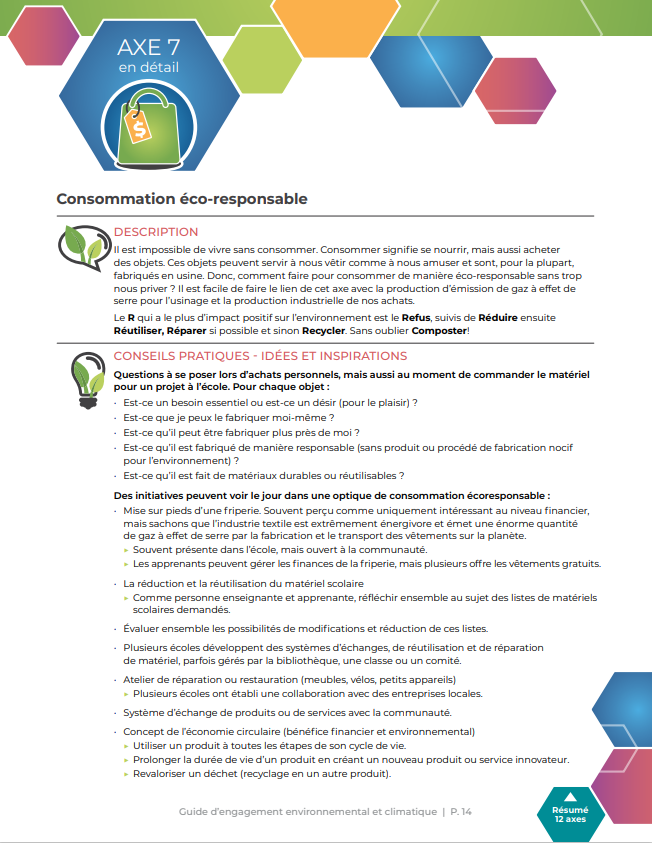 AXE 7
en détail
$
Consommation éco-responsable
DESCRIPTION
Il est impossible de vivre sans consommer. Consommer signifie se nourrir, mais aussi acheter
des objets. Ces objets peuvent servir à nous vêtir comme à nous amuser et sont, pour la plupart,
fabriqués en usine. Donc, comment faire pour consommer de manière éco-responsable sans trop
nous priver ? Il est facile de faire le lien de cet axe avec la production d'émission de gaz à effet de
serre pour l'usinage et la production industrielle de nos achats.
Le R qui a le plus d'impact positif sur l'environnement est le Refus, suivis de Réduire ensuite
Réutiliser, Réparer si possible et sinon Recycler. Sans oublier Composter!
CONSEILS PRATIQUES - IDÉES ET INSPIRATIONS
Questions à se poser lors d'achats personnels, mais aussi au moment de commander le matériel
pour un projet à l'école. Pour chaque objet :
· Est-ce un besoin essentiel ou est-ce un désir (pour le plaisir) ?
· Est-ce que je peux le fabriquer moi-même ?
· Est-ce qu'il peut être fabriquer plus près de moi ?
· Est-ce qu'il est fabriqué de manière responsable (sans produit ou procédé de fabrication nocif
pour l'environnement) ?
· Est-ce qu'il est fait de matériaux durables ou réutilisables ?
Des initiatives peuvent voir le jour dans une optique de consommation écoresponsable :
· Mise sur pieds d'une friperie. Souvent perçu comme uniquement intéressant au niveau financier,
mais sachons que l'industrie textile est extrêmement énergivore et émet une énorme quantité
de gaz à effet de serre par la fabrication et le transport des vêtements sur la planète.
▸ Souvent présente dans l'école, mais ouvert à la communauté.
▸ Les apprenants peuvent gérer les finances de la friperie, mais plusieurs offre les vêtements gratuits.
· La réduction et la réutilisation du matériel scolaire
▸ Comme personne enseignante et apprenante, réfléchir ensemble au sujet des listes de matériels
scolaires demandés.
· Évaluer ensemble les possibilités de modifications et réduction de ces listes.
· Plusieurs écoles développent des systèmes d'échanges, de réutilisation et de réparation
de matériel, parfois gérés par la bibliothèque, une classe ou un comité.
· Atelier de réparation ou restauration (meubles, vélos, petits appareils)
▸ Plusieurs écoles ont établi une collaboration avec des entreprises locales.
· Système d'échange de produits ou de services avec la communauté.
· Concept de l'économie circulaire (bénéfice financier et environnemental)
▸ Utiliser un produit à toutes les étapes de son cycle de vie.
▸ Prolonger la durée de vie d'un produit en créant un nouveau produit ou service innovateur.
▸ Revaloriser un déchet (recyclage en un autre produit).
Guide d'engagement environnemental et climatique | P. 14
Résumé
12 axes